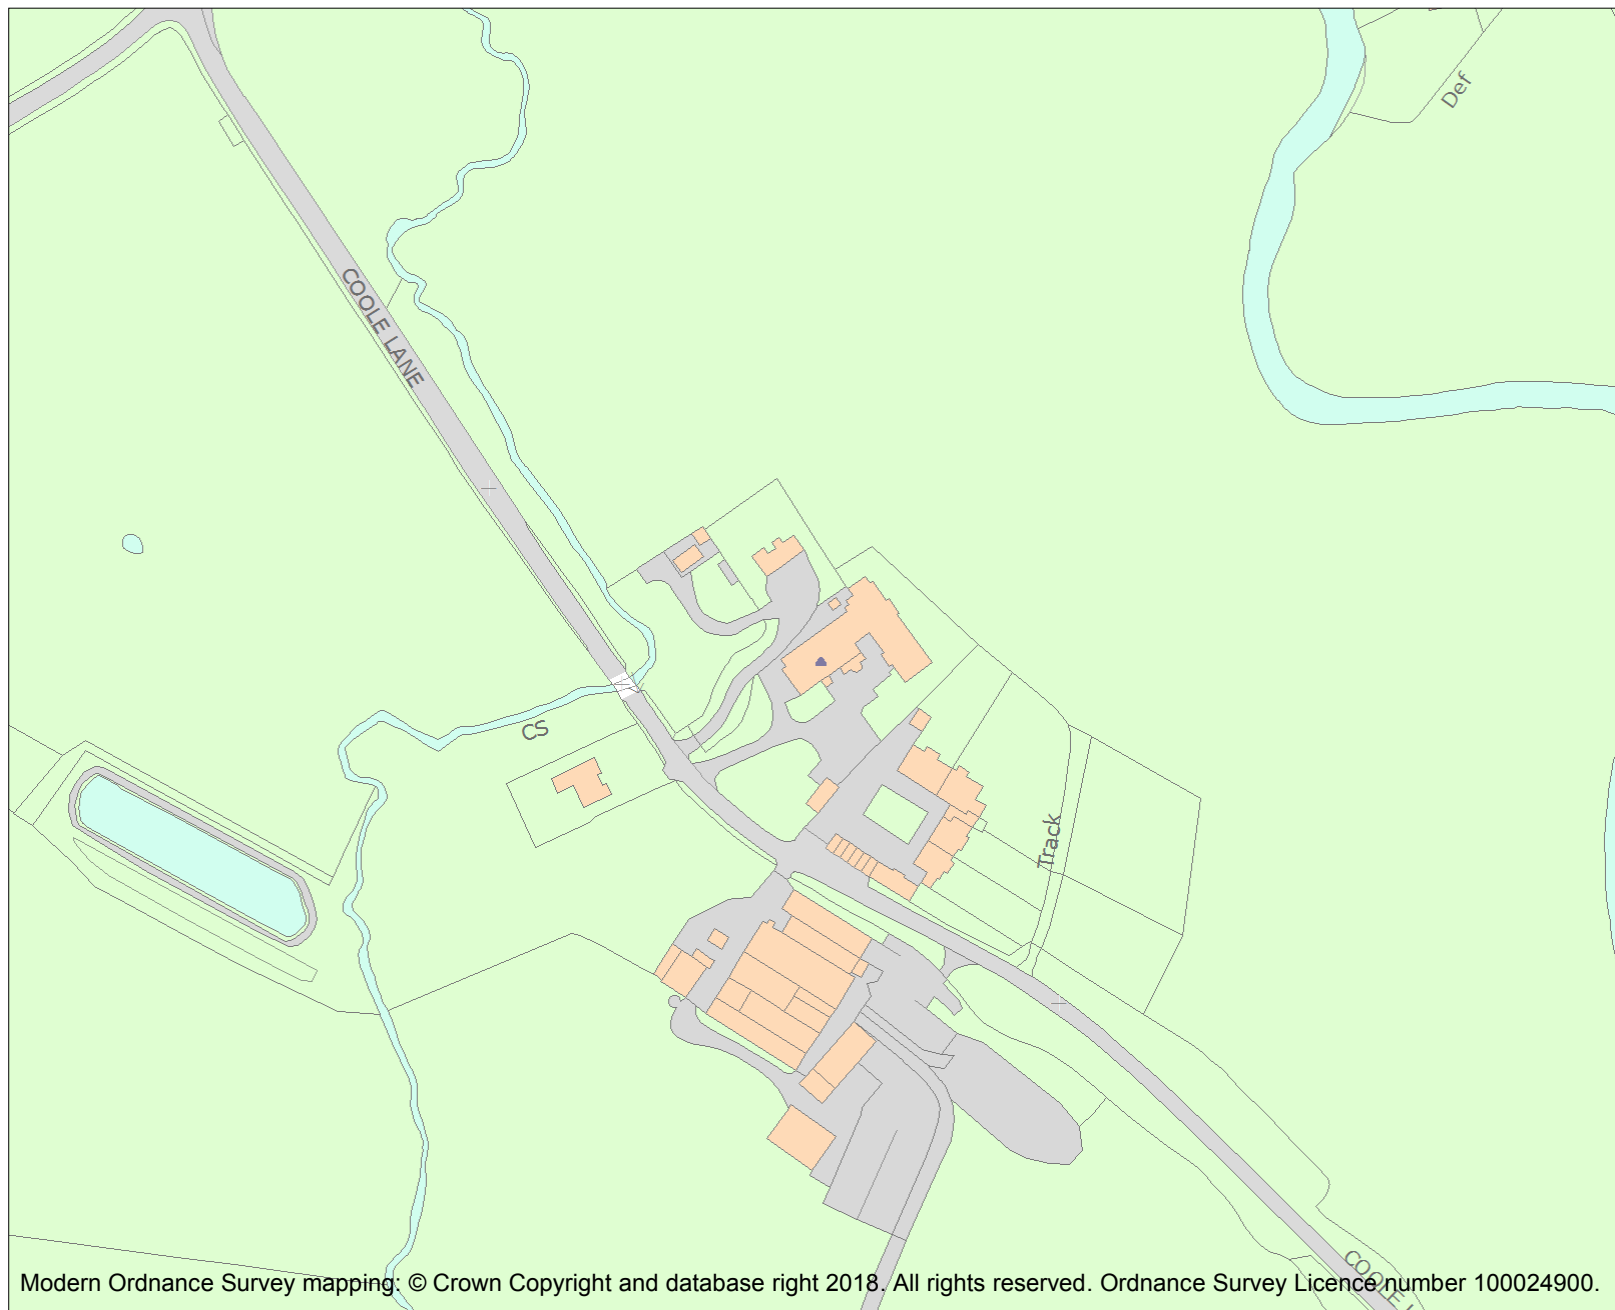 Def
COOLE LANE
CS
Track
COOLE
Modern Ordnance Survey mapping: © Crown Copyright and database right 2018. All rights reserved. Ordnance Survey Licence number 100024900.